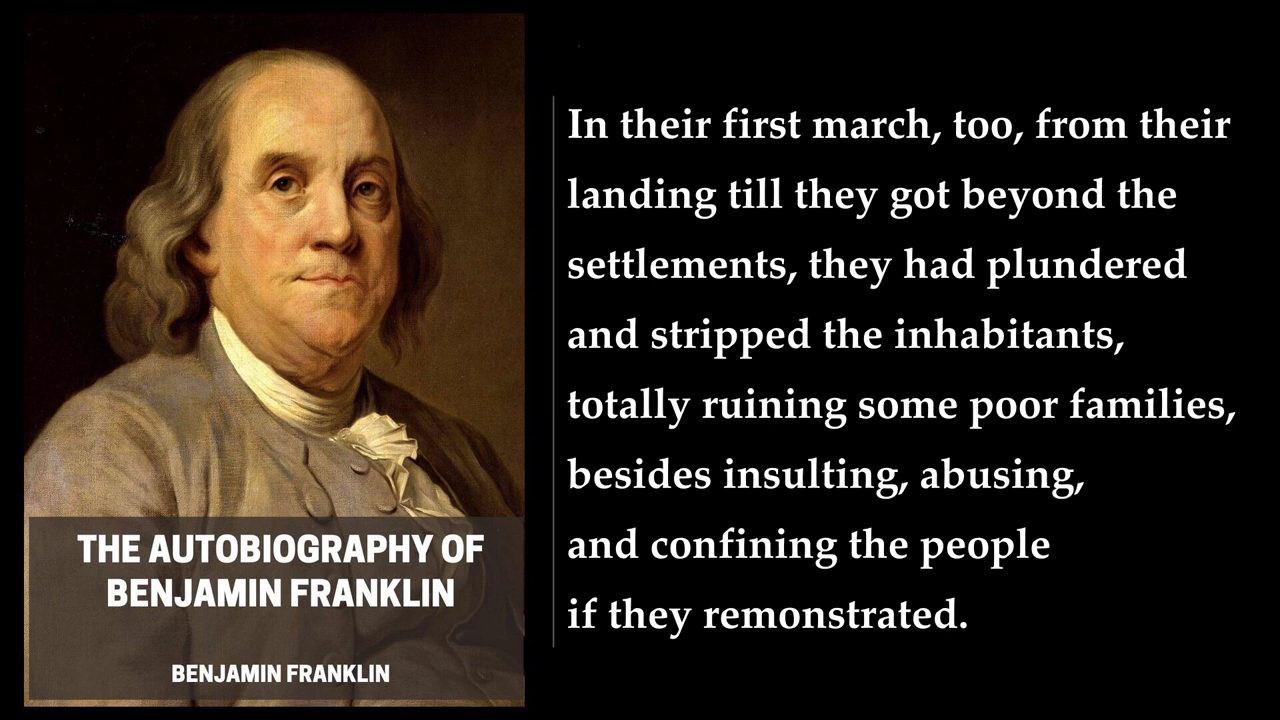 THE AUTOBIOGRAPHY OF
BENJAMIN FRANKLIN
BENJAMIN FRANKLIN
In their first march, too, from their
landing till they got beyond the
settlements, they had plundered
and stripped the inhabitants,
totally ruining some poor families,
besides insulting, abusing,
and confining the people
if they remonstrated.